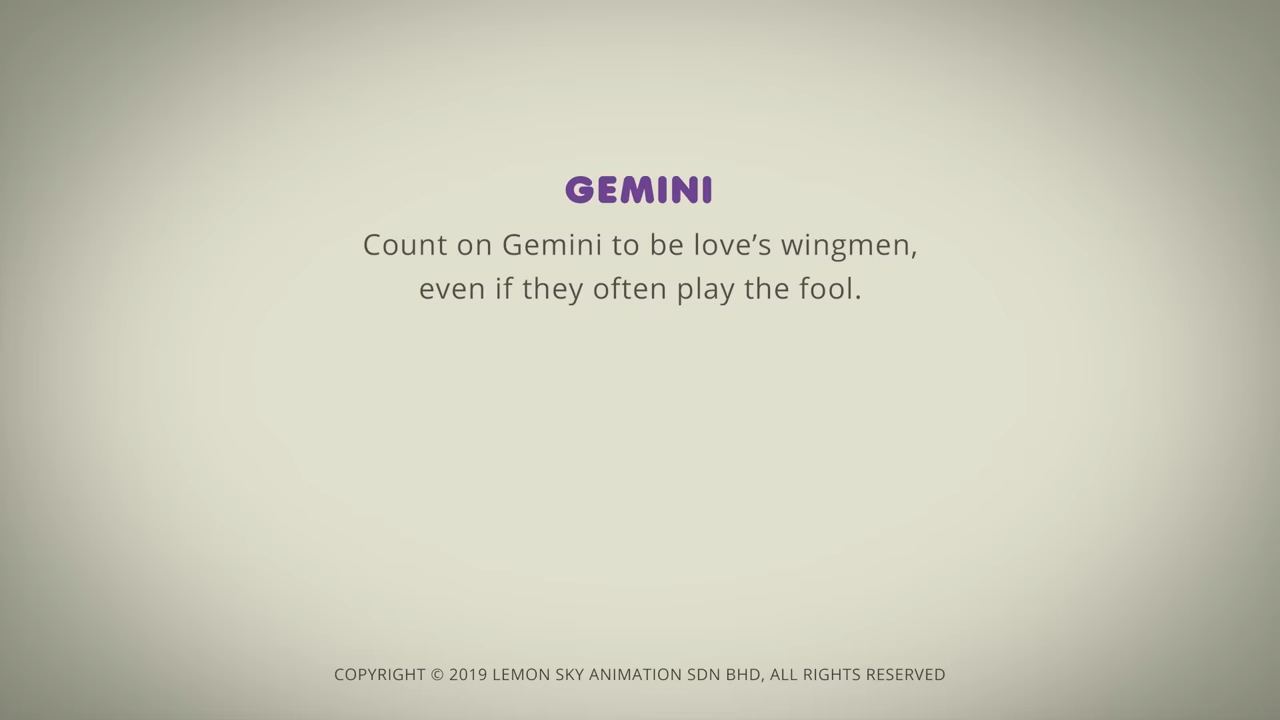 GEMINI
Count on Gemini to be love’s wingmen,
even if they often play the fool.
COPYRIGHT © 2019 LEMON SKY ANIMATION SDN BHD, ALL RIGHTS RESERVED